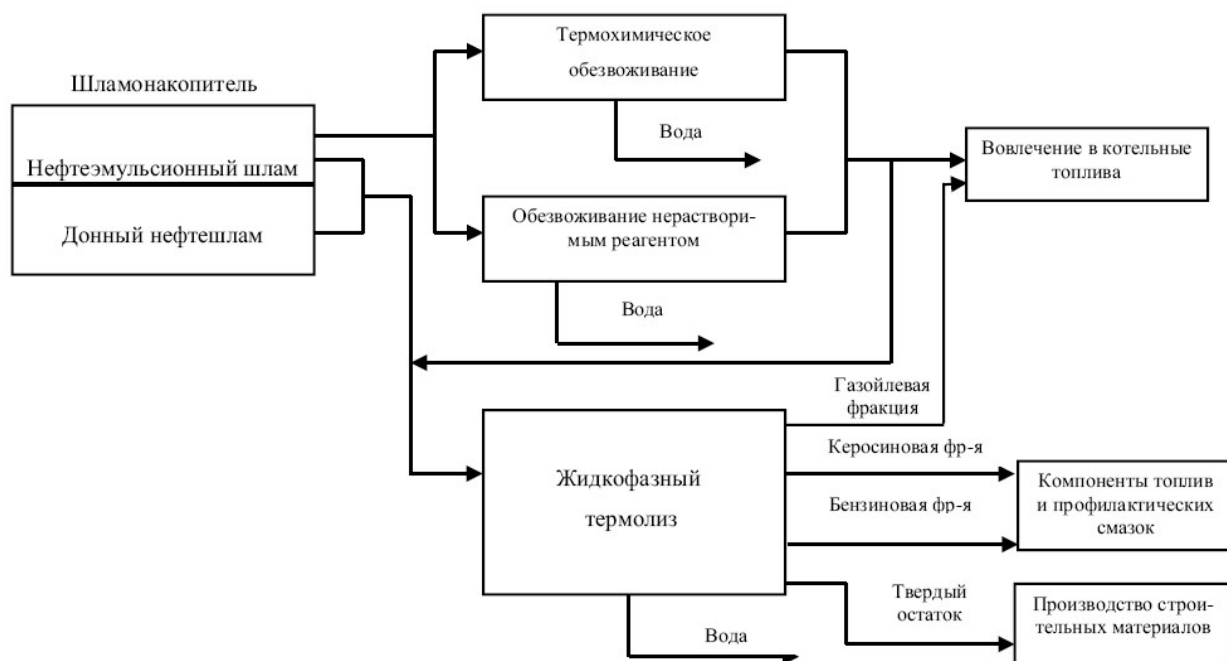 Термохимическое
обезвоживание
Шламонакопитель
Вода
Нефтеэмульсионный шлам
Вовлечение в котельные
топлива
Донный нефтешлам
Обезвоживание нераствори-
мым реагентом
Вода
Газойлевая
фракция
Керосиновая фр-я
Жидкофазный
термолиз
Компоненты топлив
и профилактических
смазок
Бензиновая фр-я
Твердый
остаток
Производство строи-
тельных материалов
Вода